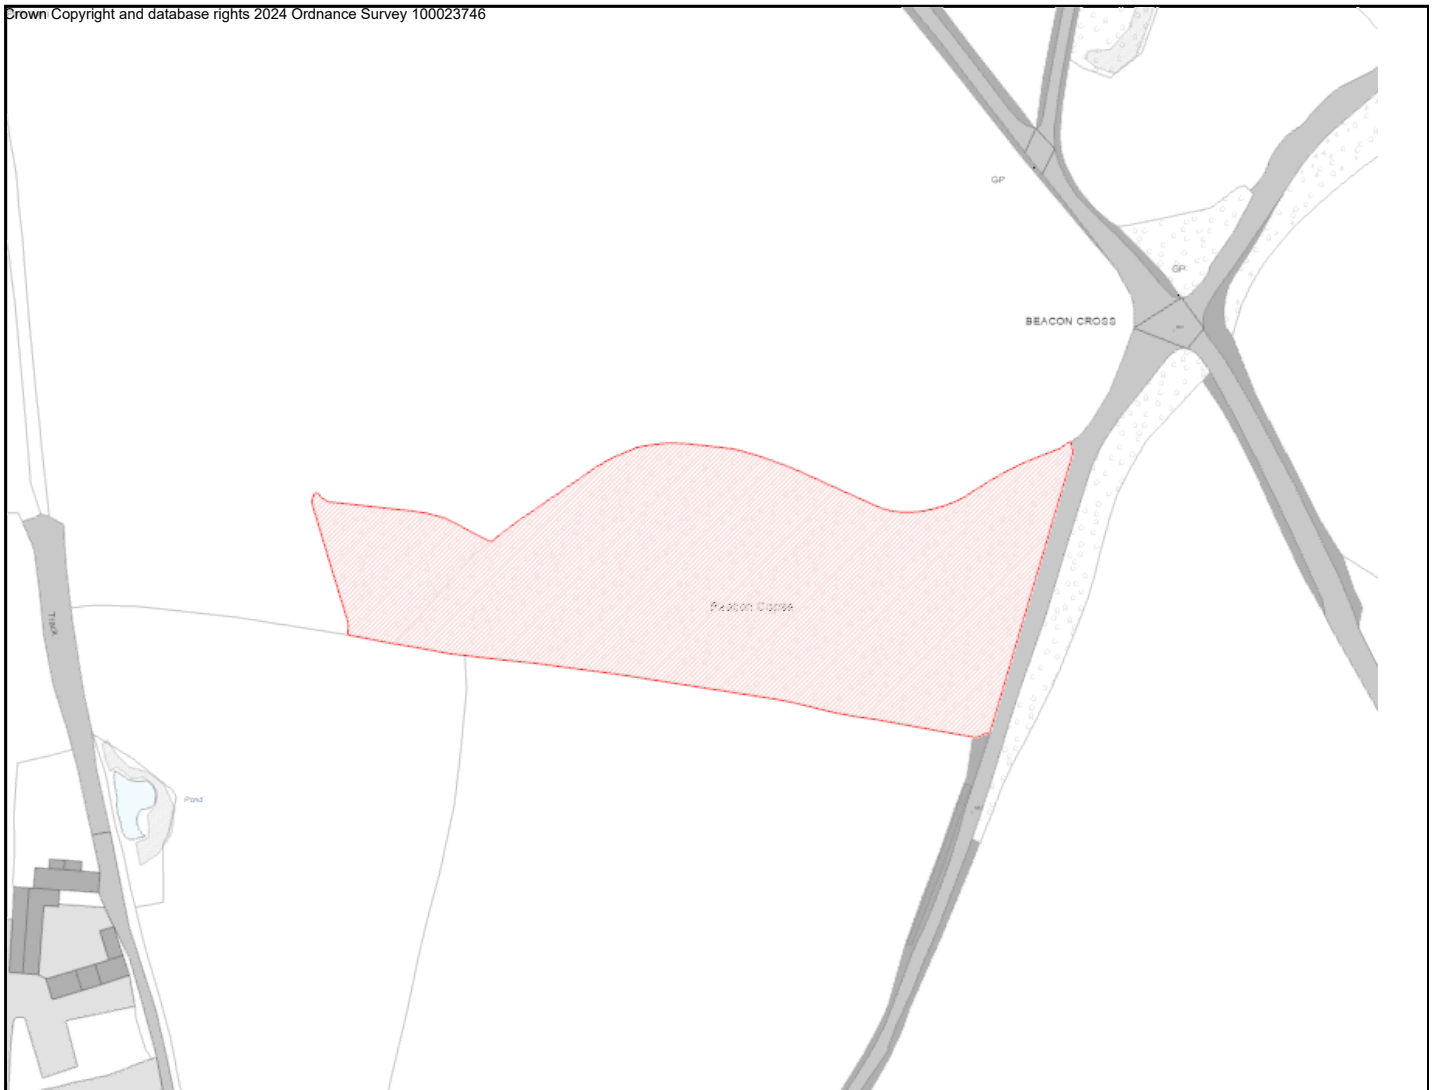 Crown Copyright and database rights 2024 Ordnance Survey 100023746
GP
GP
BEACON CROSS
Beacon Copse
Track
Pond